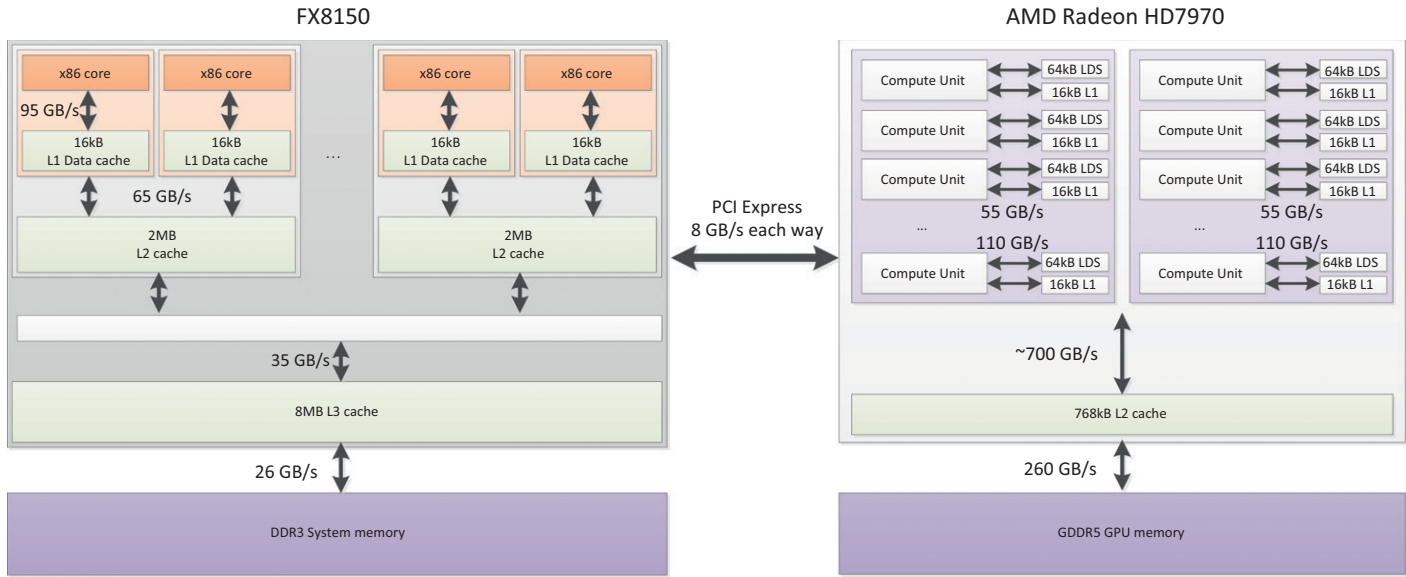 FX8150
AMD Radeon HD7970
x86 core
x86 core
x86 core
x86 core
95 GB/s
16kB
L1 Data cache
16kB
L1 Data cache
...
16kB
L1 Data cache
16kB
L1 Data cache
65 GB/s
2MB
L2 cache
2MB
L2 cache
35 GB/s
8MB L3 cache
26 GB/s
DDR3 System memory
PCI Express
8 GB/s each way
Compute Unit
64kB LDS
16kB L1
Compute Unit
64kB LDS
16kB L1
Compute Unit
64kB LDS
16kB L1
55 GB/s
...
110 GB/s
Compute Unit
64kB LDS
16kB L1
Compute Unit
64kB LDS
16kB L1
Compute Unit
64kB LDS
16kB L1
Compute Unit
64kB LDS
16kB L1
55 GB/s
...
110 GB/s
Compute Unit
64kB LDS
16kB L1
~700 GB/s
768kB L2 cache
260 GB/s
GDDR5 GPU memory